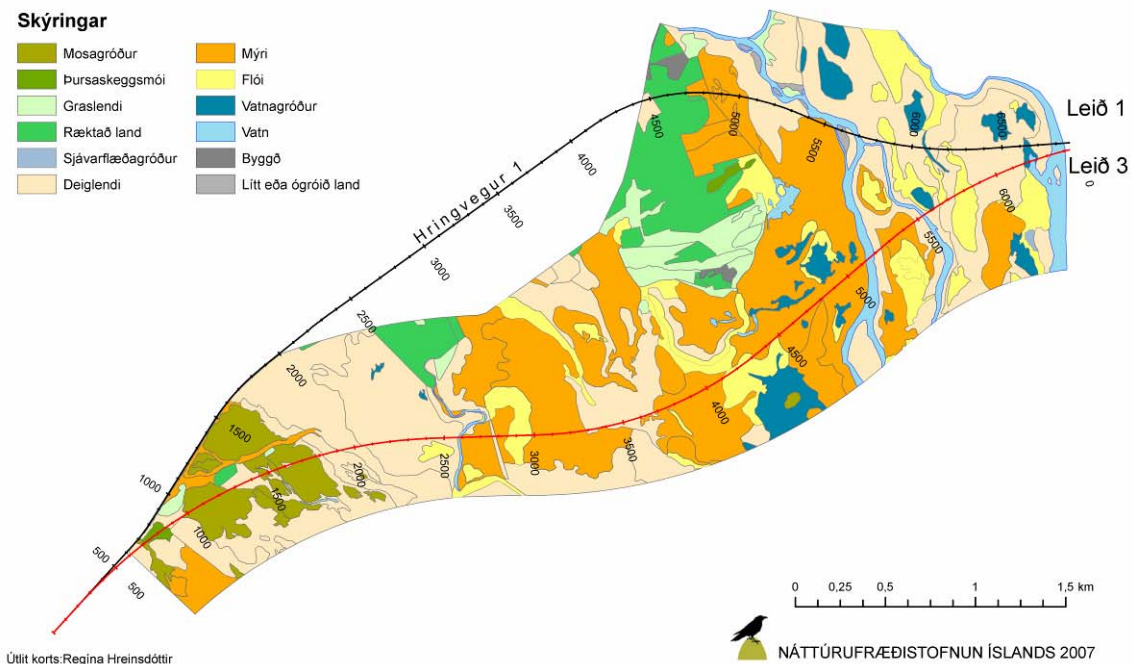 Skýringar
Mosagróður
Þursaskeggsmói
Graslendi
Ræktað land
Sjávarflæðagróður
Deiglendi
Mýri
Flói
Vatnagróður
Vatn
Byggð
Lítt eða ógróið land
Leið 1
Leið 3
0
Hringvegur 1
500
1000
1500
2000
2500
3000
3500
4000
4500
5000
5500
6000
6500
500
1000
1500
2000
2500
3000
3500
4000
4500
5000
5500
6000
0 0,25 0,5 1 1,5 km
NÁTTÚRUFRÆÐISTOFNUN ÍSLANDS 2007
Útlit korts:Regína Hreinsdóttir